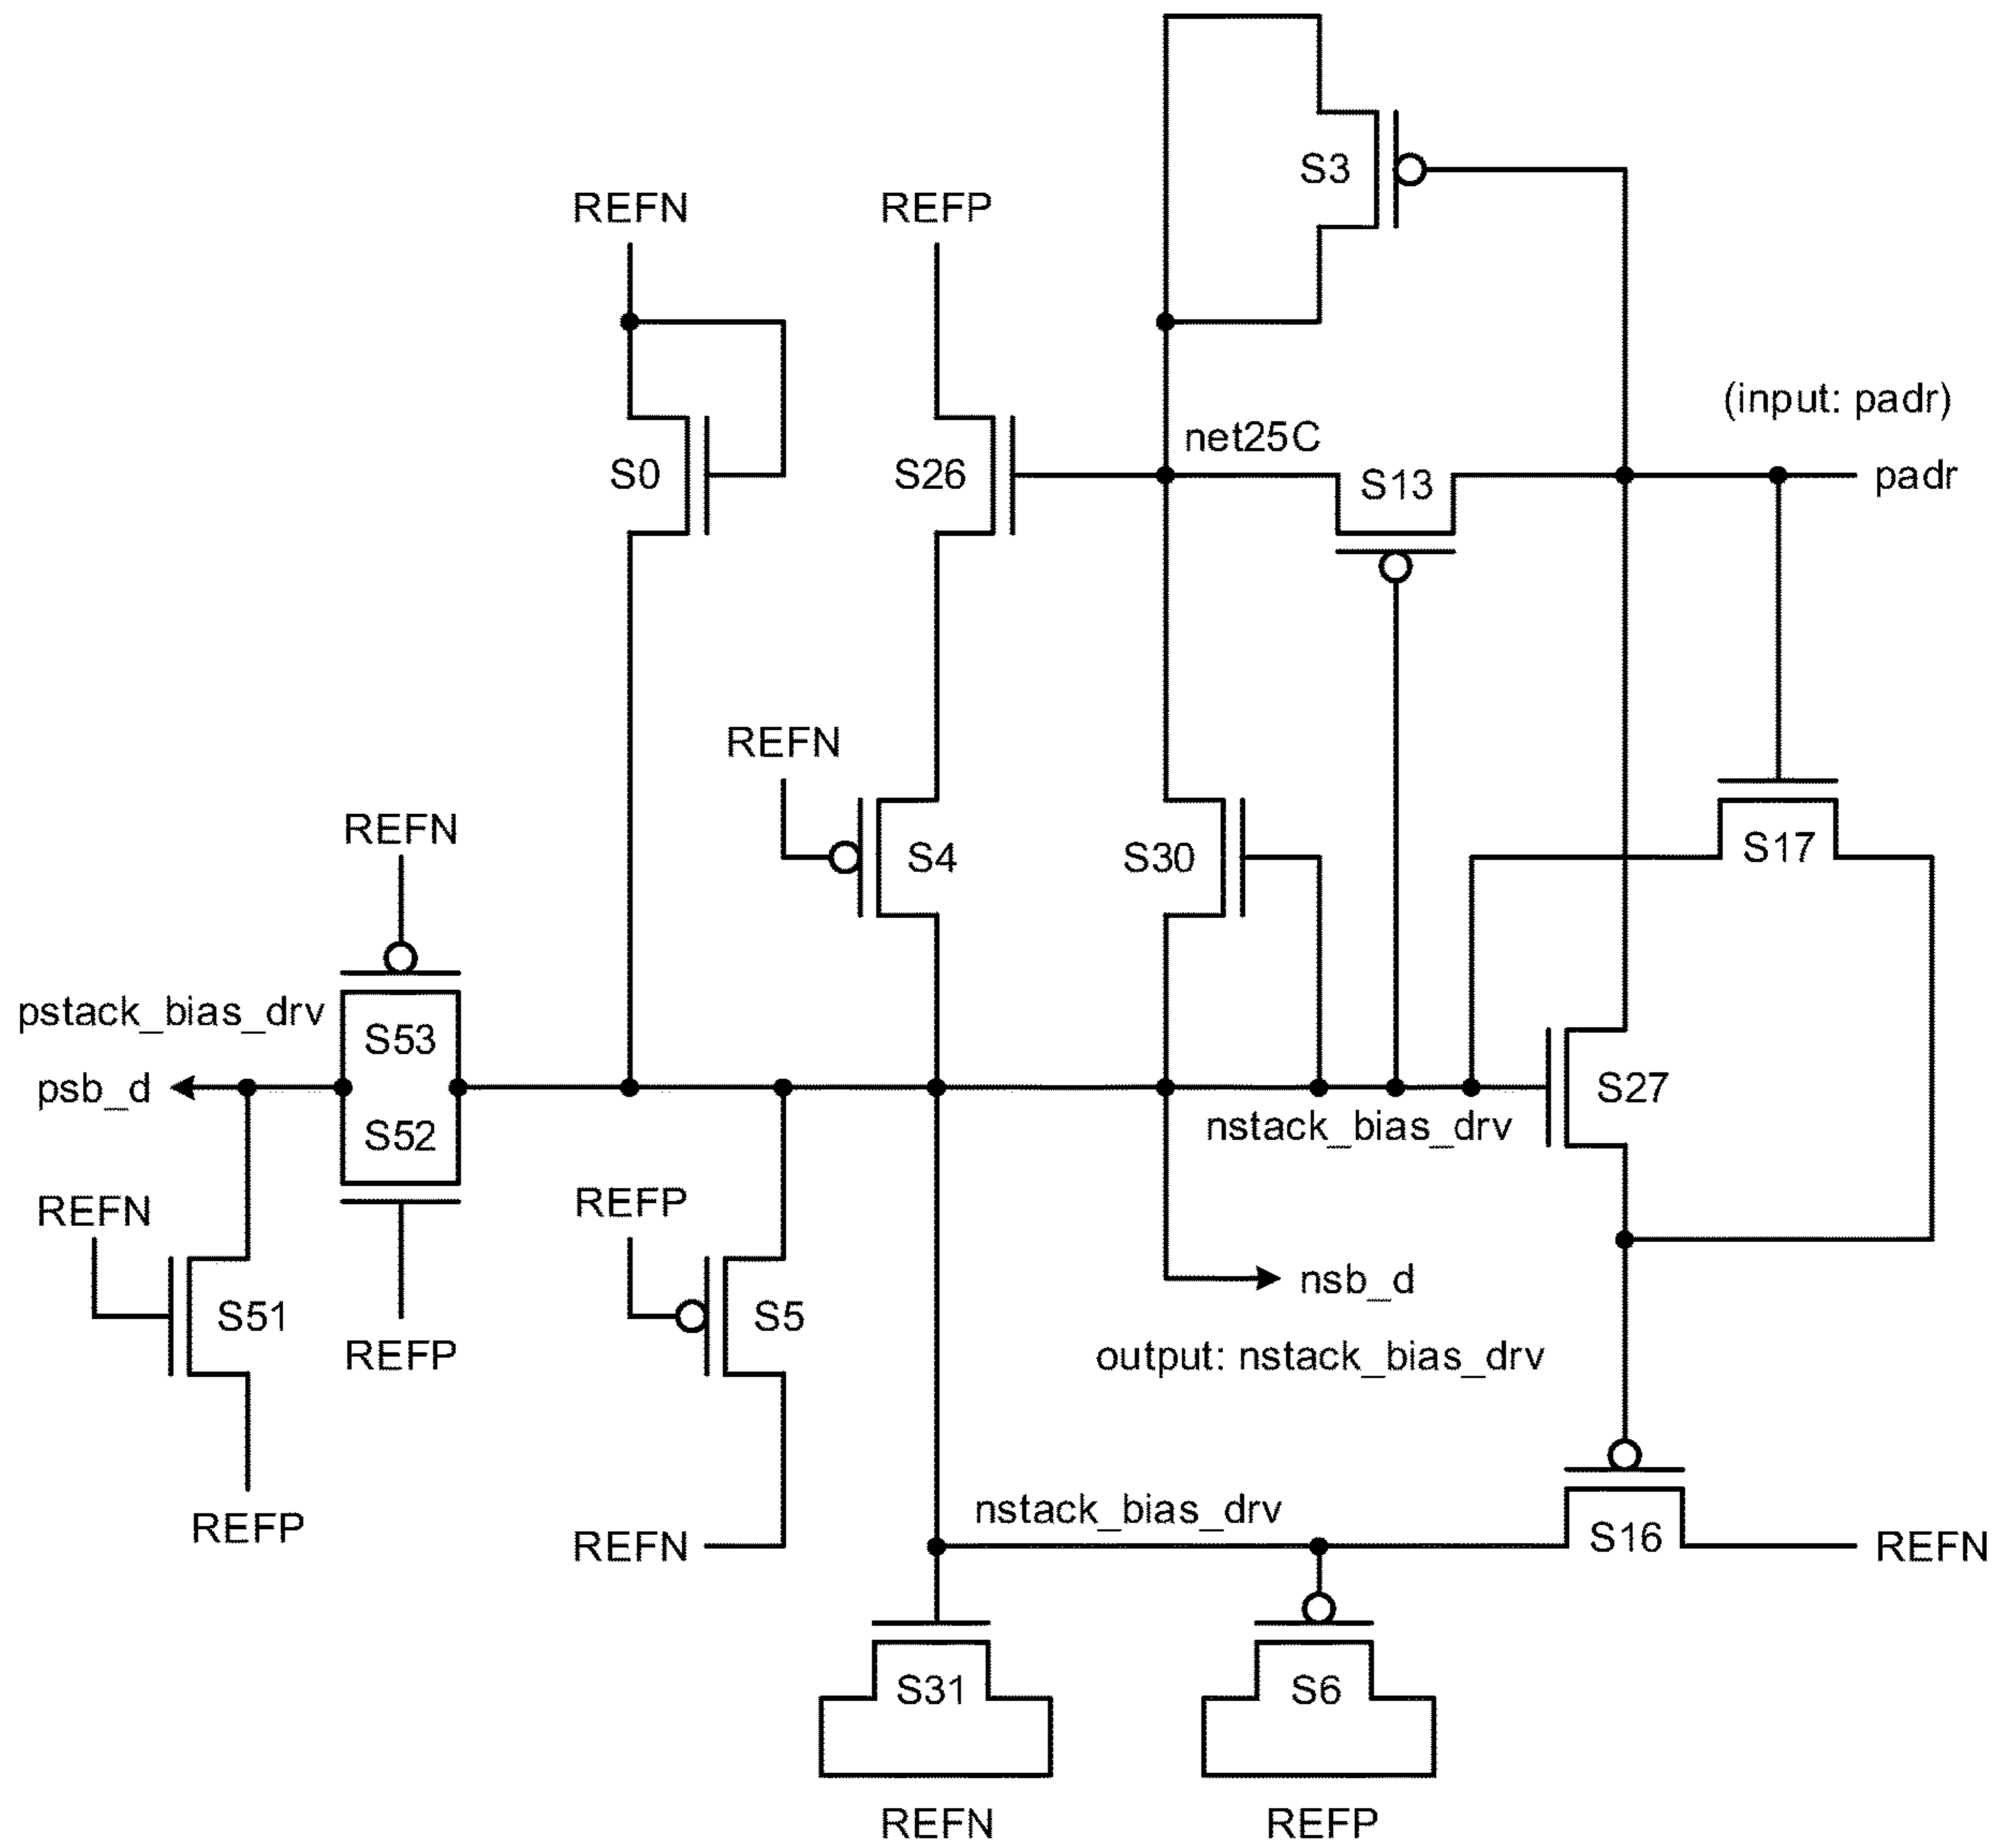 S3
REFN
REFP
(input: padr)
net25C
S0
S26
S13
padr
REFN
REFN
S4
S30
S17
pstack_bias_drv
S53
psb_d
S52
S27
nstack_bias_drv
REFN
REFP
S51
S5
nsb_d
REFP
output: nstack_bias_drv
REFP
nstack_bias_drv
REFN
S16
REFN
S31
S6
REFN
REFP